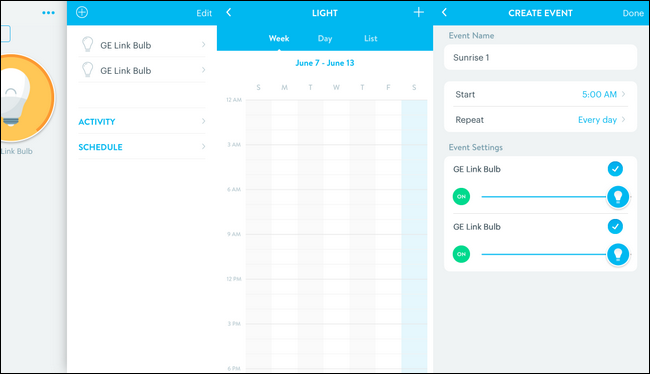 Link Bulb
Edit
GE Link Bulb
GE Link Bulb
ACTIVITY
SCHEDULE
LIGHT
Week Day List
June 7 - June 13
S M T W T F S
12 AM
3 AM
6 AM
9 AM
12 PM
3 PM
6 PM
CREATE EVENT Done
Event Name
Sunrise 1
Start 5:00 AM
Repeat Every day
Event Settings
GE Link Bulb
ON
GE Link Bulb
ON